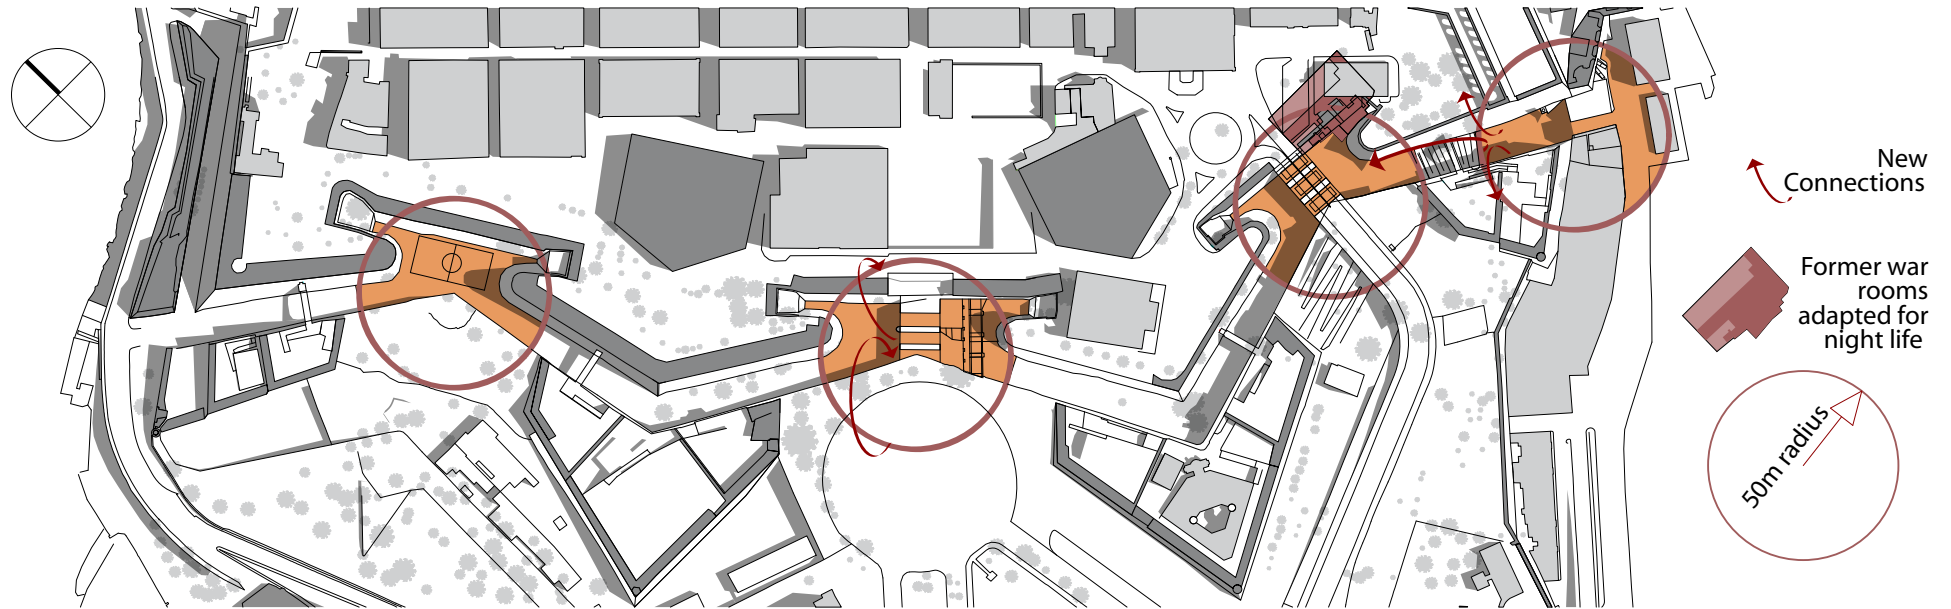 New
Connections
Former war
rooms
adapted for
night life
50m radius